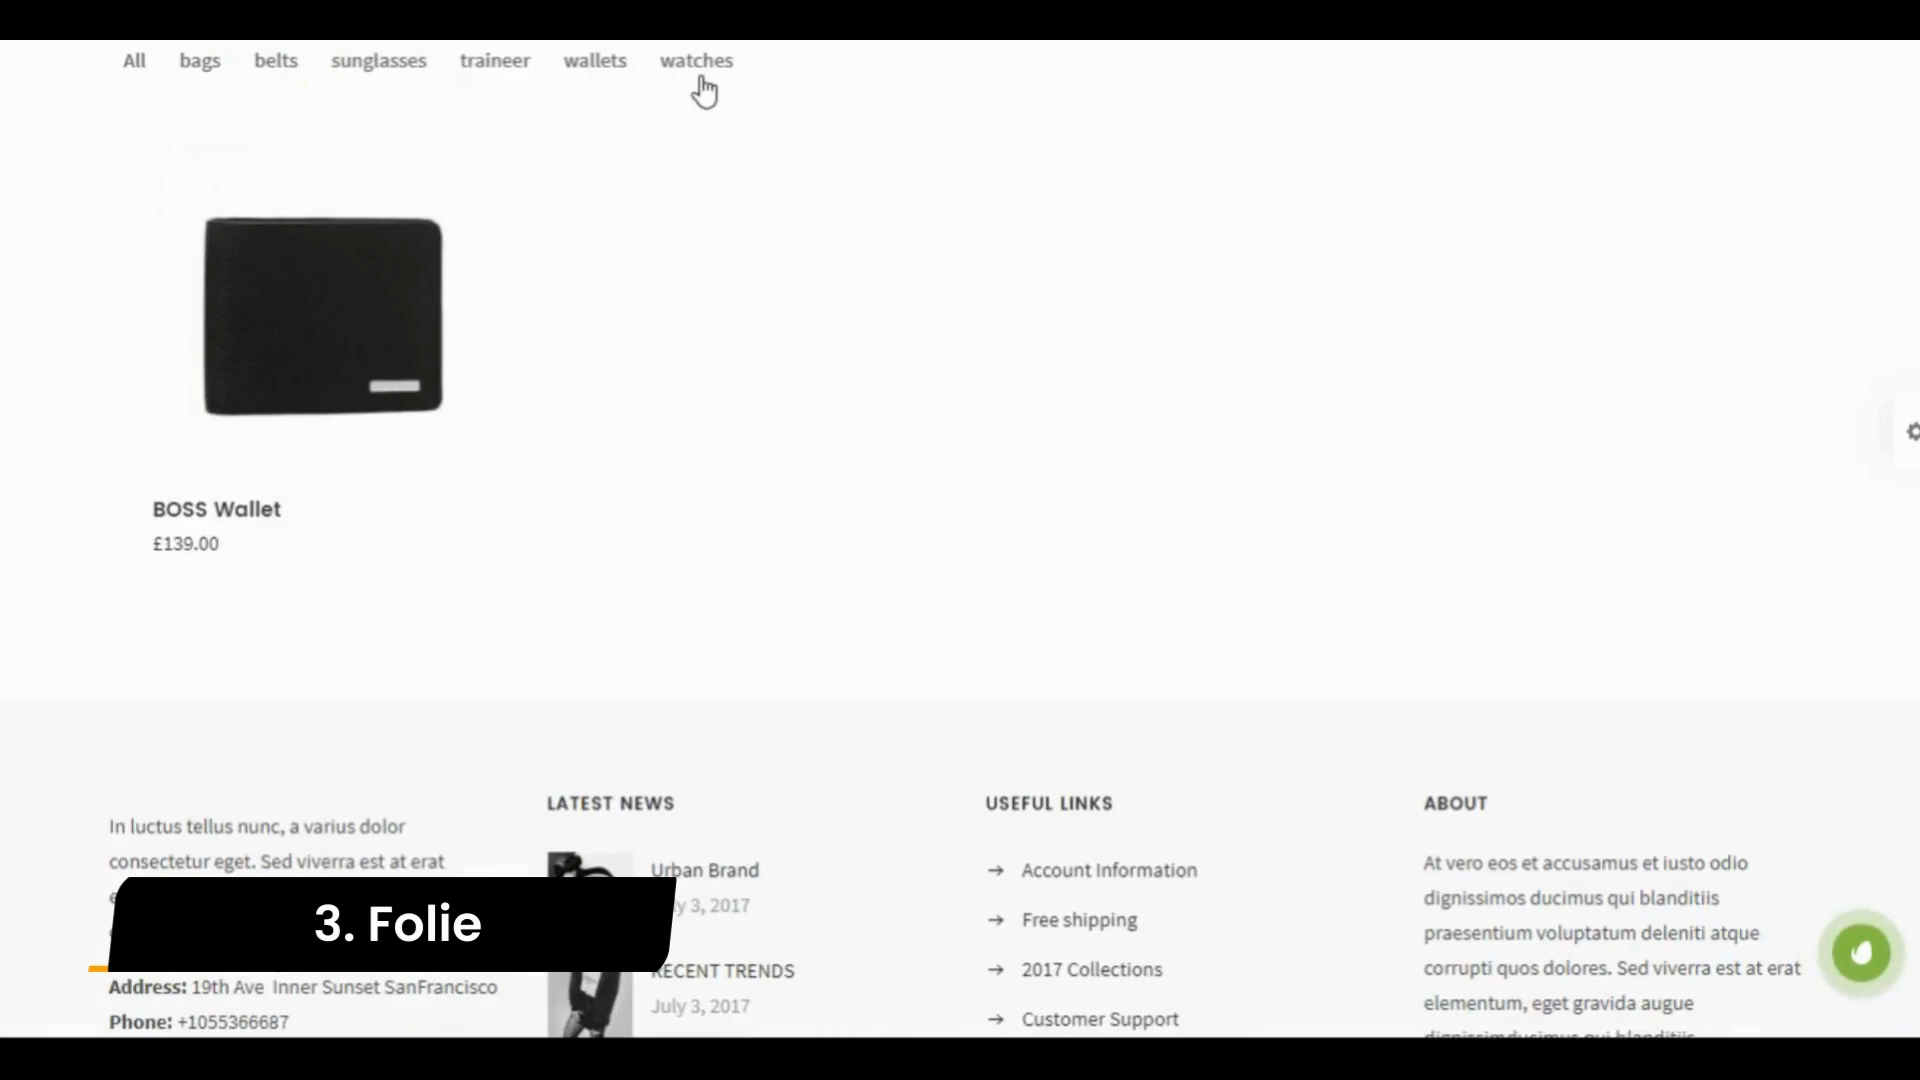 All bags belts sunglasses traineer wallets watches
BOSS Wallet
£139.00
In luctus tellus nunc, a varius dolor
consectetur eget. Sed viverra est at erat
3. Folie
Address: 19th Ave Inner Sunset SanFrancisco
Phone: +1055366687
LATEST NEWS
Urban Brand
3, 2017
RECENT TRENDS
July 3, 2017
USEFUL LINKS
→ Account Information
→ Free shipping
→ 2017 Collections
→ Customer Support
ABOUT
At vero eos et accusamus et iusto odio
dignissimos ducimus qui blanditiis
praesentium voluptatum deleniti atque
corrupti quos dolores. Sed viverra est at erat
elementum, eget gravida augue